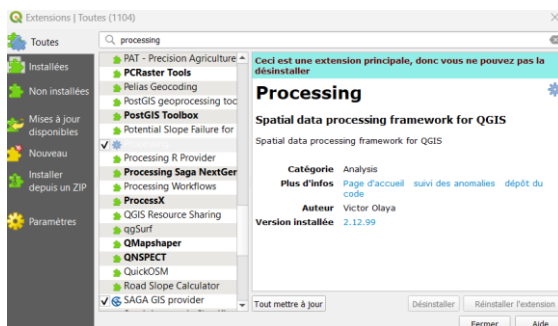 Extensions | Toutes (1104)
Toutes
Installées
Non installées
Mises à jour
disponibles
Nouveau
Installer
depuis un ZIP
Paramètres
processing
PAT - Precision Agriculture
PCRaster Tools
Pelias Geocoding
PostGIS geoprocessing too
PostGIS Toolbox
Potential Slope Failure for
Processing
Processing R Provider
Processing Saga NextGer
Processing Workflows
ProcessX
QGIS Resource Sharing
qgSurf
QMapshaper
QNSPECT
QuickOSM
Road Slope Calculator
SAGA GIS provider
Ceci est une extension principale, donc vous ne pouvez pas la
désinstaller
Processing
Spatial data processing framework for QGIS
Spatial data processing framework for QGIS
Catégorie Analysis
Plus d'infos Page d'accueil suivi des anomalies dépôt du
code
Auteur Victor Olaya
Version installée 2.12.99
Tout mettre à jour Désinstaller Réinstaller l'extension
Fermer Aide